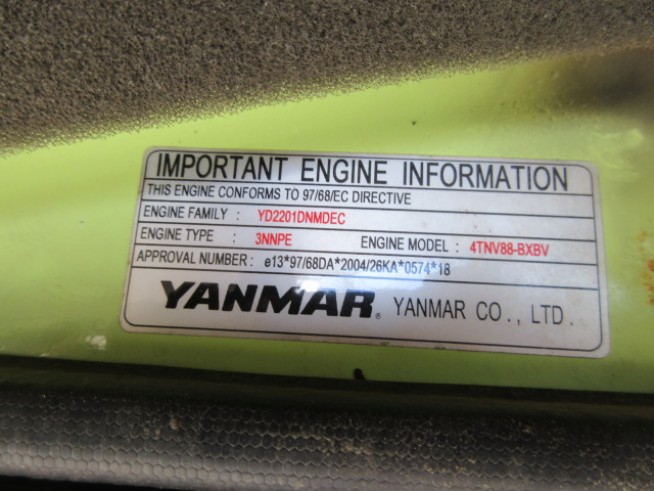 IMPORTANT ENGINE INFORMATION
THIS ENGINE CONFORMS TO 97/68/EC DIRECTIVE
ENGINE FAMILY : YD2201DNMDEC
ENGINE TYPE : 3NNPE ENGINE MODEL : 4TNV88-BXBV
APPROVAL NUMBER : e13*97/68DA*2004/26KA*0574*18
YANMAR® YANMAR CO., LTD.